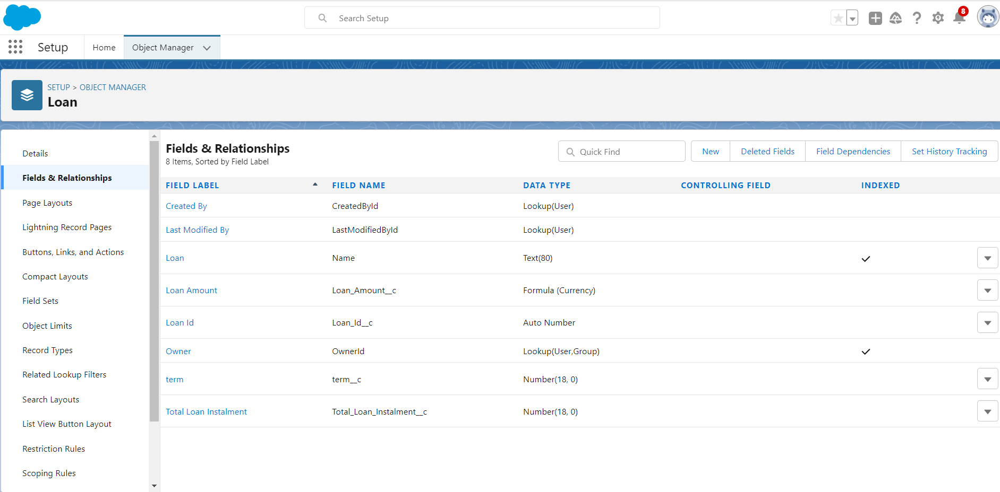 Search Setup
8
Setup
Home
Object Manager
SETUP > OBJECT MANAGER
Loan
Details
Fields & Relationships
Page Layouts
Lightning Record Pages
Buttons, Links, and Actions
Compact Layouts
Field Sets
Object Limits
Record Types
Related Lookup Filters
Search Layouts
List View Button Layout
Restriction Rules
Scoping Rules
Fields & Relationships
8 Items, Sorted by Field Label
Quick Find
New
Deleted Fields
Field Dependencies
Set History Tracking
FIELD LABEL FIELD NAME DATA TYPE CONTROLLING FIELD INDEXED
Created By CreatedById Lookup(User)
Last Modified By LastModifiedById Lookup(User)
Loan Name Text(80)
Loan Amount Loan_Amount__c Formula (Currency)
Loan Id Loan_Id__c Auto Number
Owner OwnerId Lookup(User,Group)
term term__c Number(18, 0)
Total Loan Instalment Total_Loan_Instalment__c Number(18, 0)